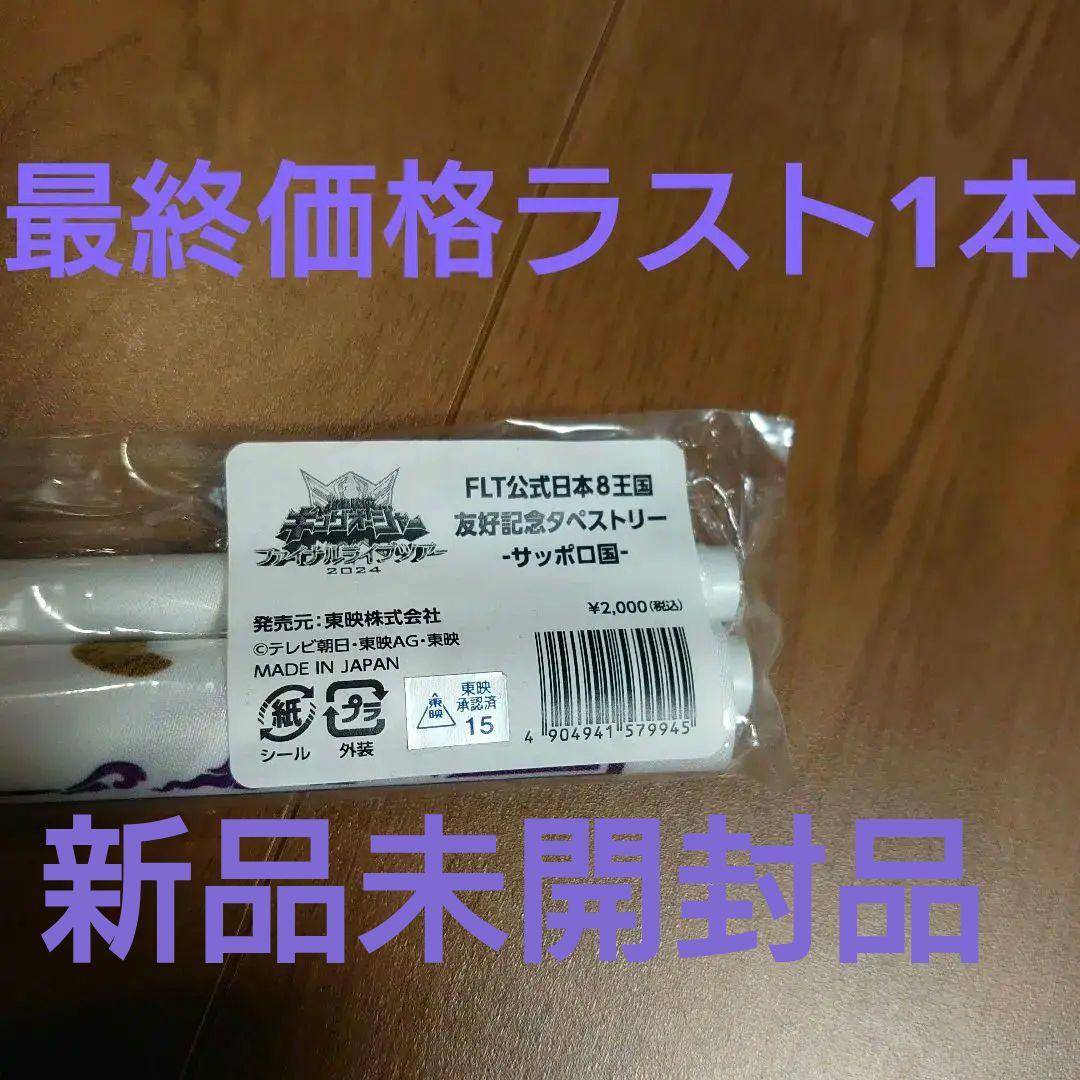 最終価格ラスト1本
キングオージャー
ファイナルライブツアー
2024
FLT公式日本8王国
友好記念タペストリー
-サッポロ国-
¥2,000(税込)
発売元:東映株式会社
©テレビ朝日・東映AG・東映
MADE IN JAPAN
紙
シール
プラ
外装
東映
東映
承認済
15
4 904941 579945
新品未開封品